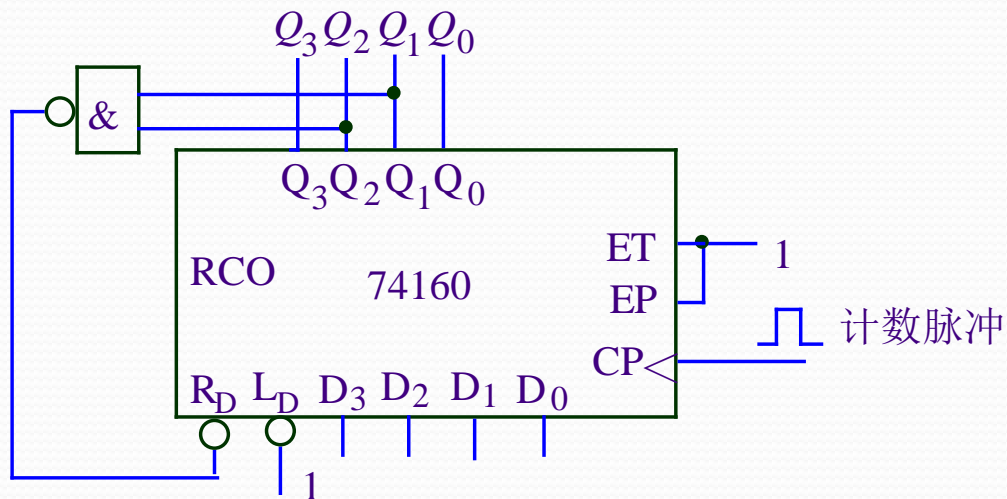 Q3 Q2 Q1 Q0
&
Q3 Q2 Q1 Q0
ET
1
RCO
74160
EP
计数脉冲
CP
RD LD D3 D2 D1 D0
1